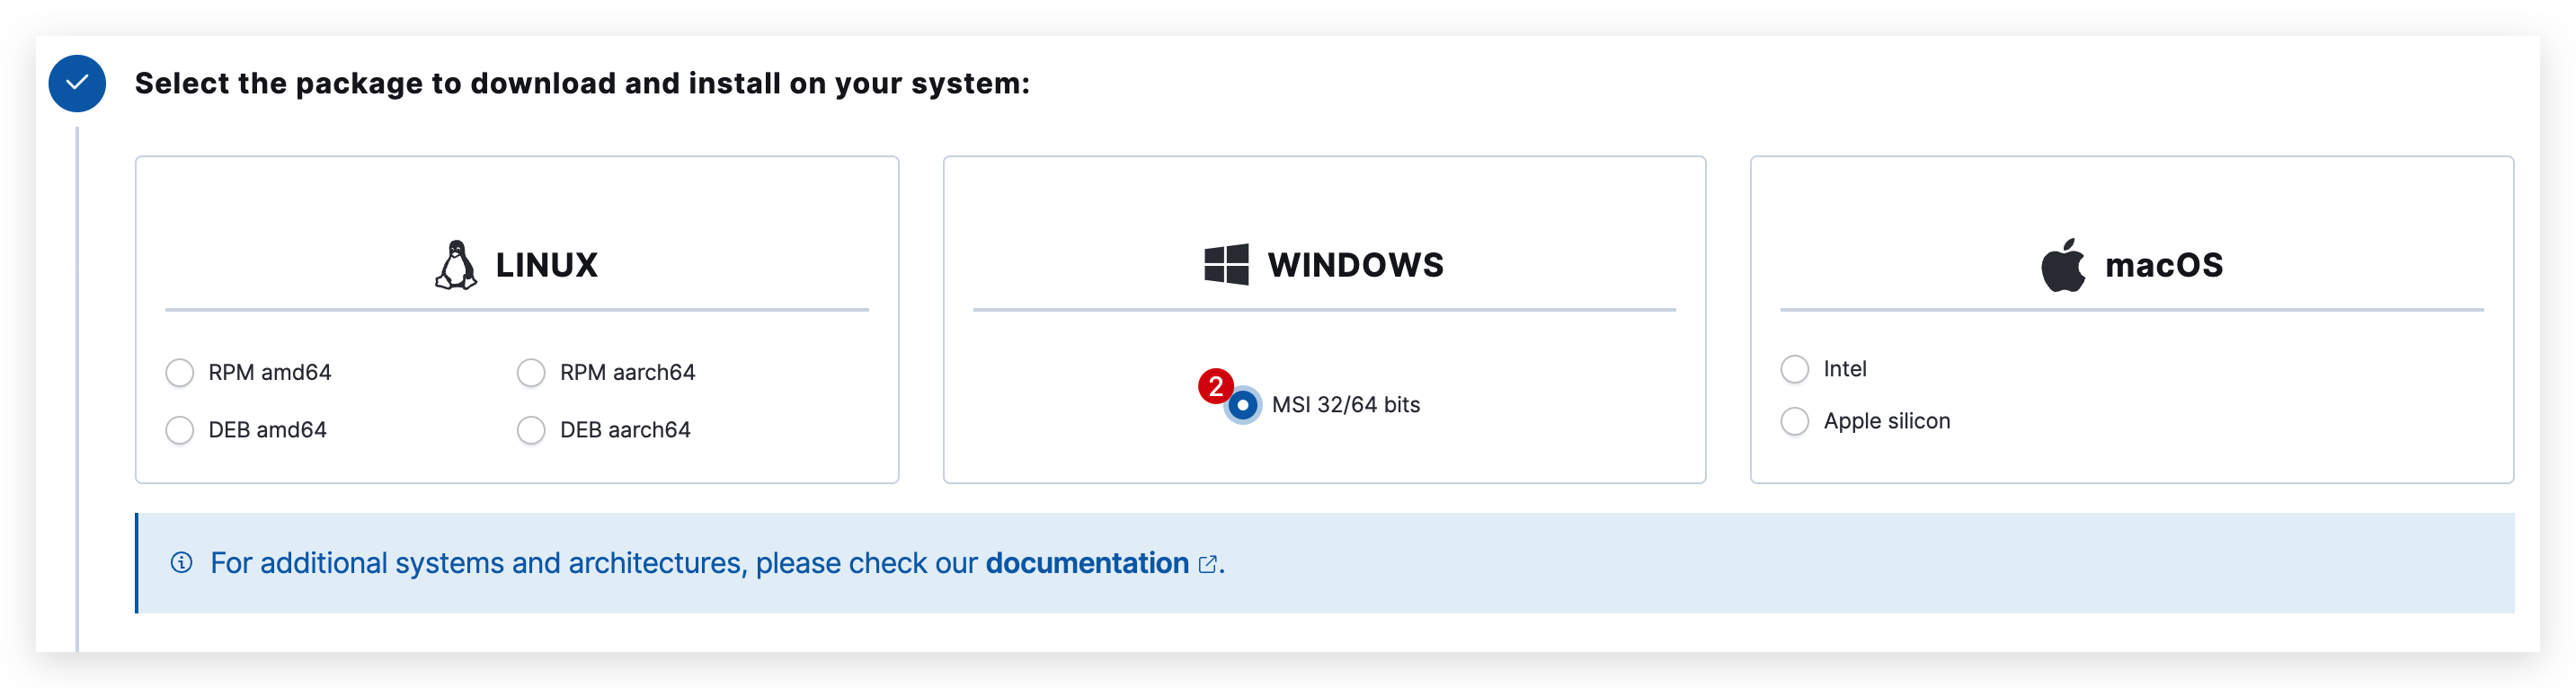 Select the package to download and install on your system:
LINUX
RPM amd64
RPM aarch64
DEB amd64
DEB aarch64
WINDOWS
2
MSI 32/64 bits
macOS
Intel
Apple silicon
For additional systems and architectures, please check our documentation.